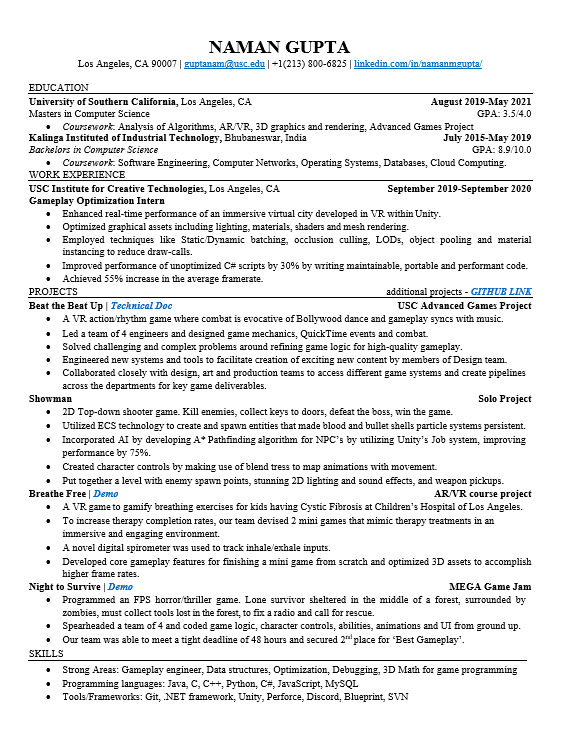 NAMAN GUPTA
Los Angeles, CA 90007 | guptanam@usc.edu | +1(213) 800-6825 | linkedin.com/in/namanmgupta/
EDUCATION
University of Southern California, Los Angeles, CA August 2019-May 2021
Masters in Computer Science GPA: 3.5/4.0
• Coursework: Analysis of Algorithms, AR/VR, 3D graphics and rendering, Advanced Games Project
Kalinga Instituted of Industrial Technology, Bhubaneswar, India July 2015-May 2019
Bachelors in Computer Science GPA: 8.9/10.0
• Coursework: Software Engineering, Computer Networks, Operating Systems, Databases, Cloud Computing.
WORK EXPERIENCE
USC Institute for Creative Technologies, Los Angeles, CA September 2019-September 2020
Gameplay Optimization Intern
• Enhanced real-time performance of an immersive virtual city developed in VR within Unity.
• Optimized graphical assets including lighting, materials, shaders and mesh rendering.
• Employed techniques like Static/Dynamic batching, occlusion culling, LODs, object pooling and material
instancing to reduce draw-calls.
• Improved performance of unoptimized C# scripts by 30% by writing maintainable, portable and performant code.
• Achieved 55% increase in the average framerate.
PROJECTS additional projects - GITHUB LINK
Beat the Beat Up | Technical Doc USC Advanced Games Project
• A VR action/rhythm game where combat is evocative of Bollywood dance and gameplay syncs with music.
• Led a team of 4 engineers and designed game mechanics, QuickTime events and combat.
• Solved challenging and complex problems around refining game logic for high-quality gameplay.
• Engineered new systems and tools to facilitate creation of exciting new content by members of Design team.
• Collaborated closely with design, art and production teams to access different game systems and create pipelines
across the departments for key game deliverables.
Showman Solo Project
• 2D Top-down shooter game. Kill enemies, collect keys to doors, defeat the boss, win the game.
• Utilized ECS technology to create and spawn entities that made blood and bullet shells particle systems persistent.
• Incorporated AI by developing A* Pathfinding algorithm for NPC's by utilizing Unity's Job system, improving
performance by 75%.
• Created character controls by making use of blend tress to map animations with movement.
• Put together a level with enemy spawn points, stunning 2D lighting and sound effects, and weapon pickups.
Breathe Free | Demo AR/VR course project
• A VR game to gamify breathing exercises for kids having Cystic Fibrosis at Children's Hospital of Los Angeles.
• To increase therapy completion rates, our team devised 2 mini games that mimic therapy treatments in an
immersive and engaging environment.
• A novel digital spirometer was used to track inhale/exhale inputs.
• Developed core gameplay features for finishing a mini game from scratch and optimized 3D assets to accomplish
higher frame rates.
Night to Survive | Demo MEGA Game Jam
• Programmed an FPS horror/thriller game. Lone survivor sheltered in the middle of a forest, surrounded by
zombies, must collect tools lost in the forest, to fix a radio and call for rescue.
• Spearheaded a team of 4 and coded game logic, character controls, abilities, animations and UI from ground up.
• Our team was able to meet a tight deadline of 48 hours and secured 2nd place for 'Best Gameplay'.
SKILLS
• Strong Areas: Gameplay engineer, Data structures, Optimization, Debugging, 3D Math for game programming
• Programming languages: Java, C, C++, Python, C#, JavaScript, MySQL
• Tools/Frameworks: Git, .NET framework, Unity, Perforce, Discord, Blueprint, SVN